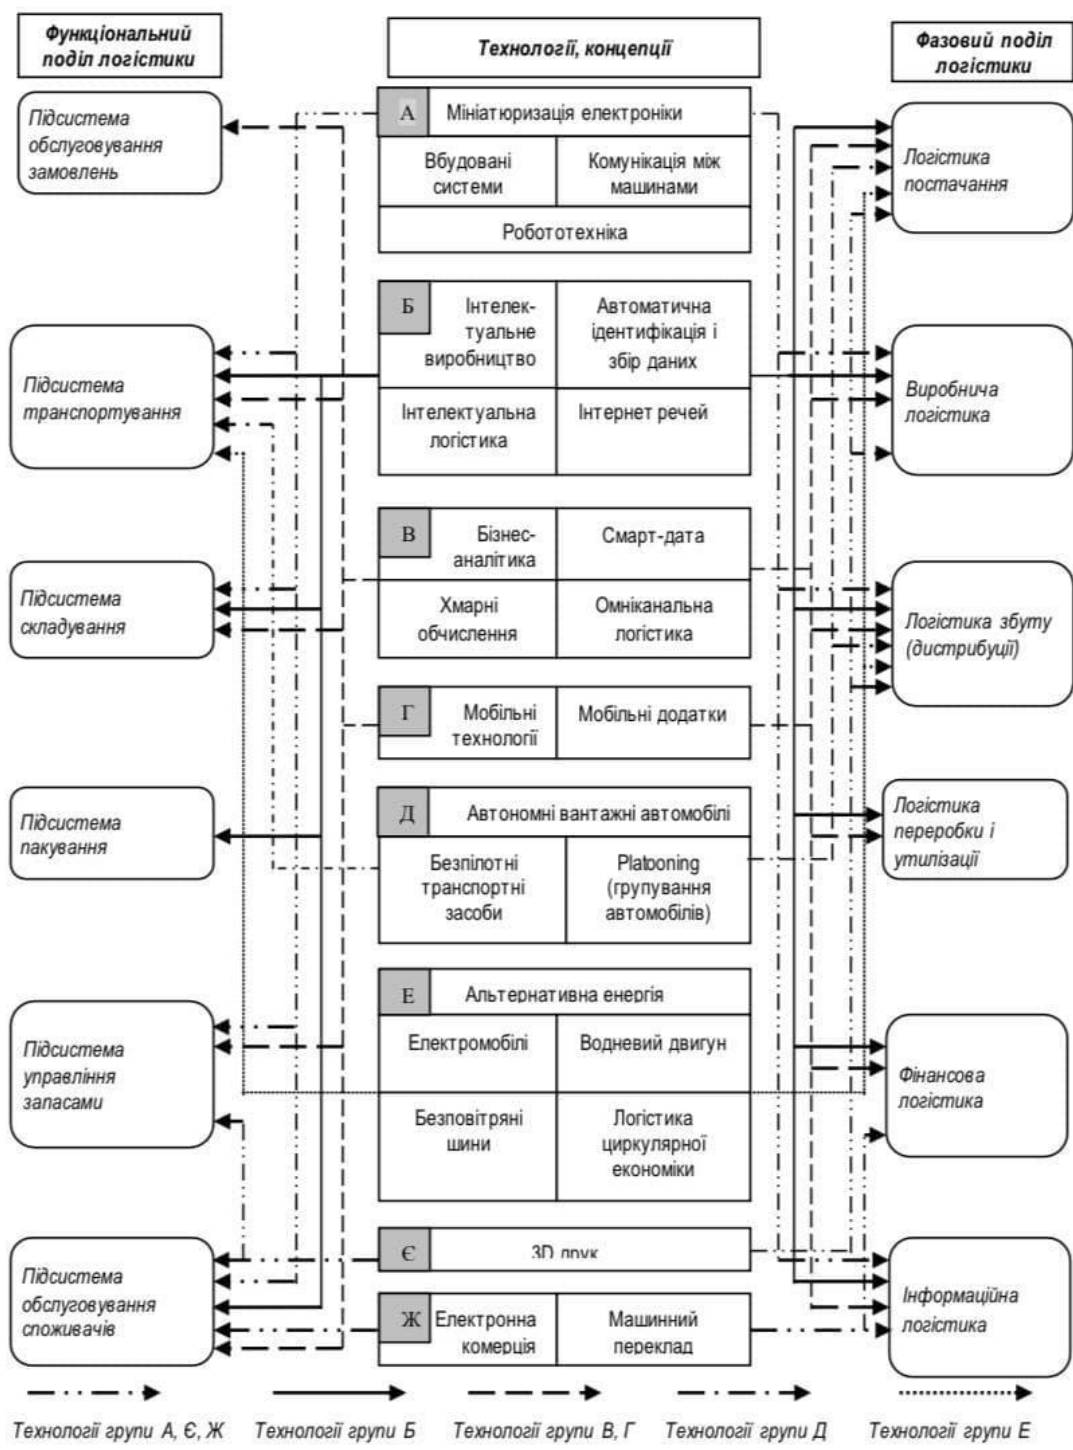 Функціональний
поділ логістики
Технології, концепції
Фазовий поділ
логістики
Підсистема
обслуговування
замовлень
Підсистема
транспортування
Підсистема
складування
Підсистема
пакування
Підсистема
управління
запасами
Підсистема
обслуговування
споживачів
А
Мініатюризація електроніки
Вбудовані
системи
Комунікація між
машинами
Робототехніка
Б
Інтелек-
туальне
виробництво
Автоматична
ідентифікація і
збір даних
Інтелектуальна
логістика
Інтернет речей
В
Бізнес-
аналітика
Смарт-дата
Хмарні
обчислення
Омніканальна
логістика
Г
Мобільні
технології
Мобільні додатки
Д
Автономні вантажні автомобілі
Безпілотні
транспортні
засоби
Platooning
(групування
автомобілів)
Е
Альтернативна енергія
Електромобілі
Водневий двигун
Безповітряні
шини
Логістика
циркулярної
економіки
Є
3D друк
Ж
Електронна
комерція
Машинний
переклад
Логістика
постачання
Виробнича
логістика
Логістика збуту
(дистрибуції)
Логістика
переробки і
утилізації
Фінансова
логістика
Інформаційна
логістика
Технології групи А, Є, Ж
Технології групи Б
Технології групи В, Г
Технології групи Д
Технології групи Е